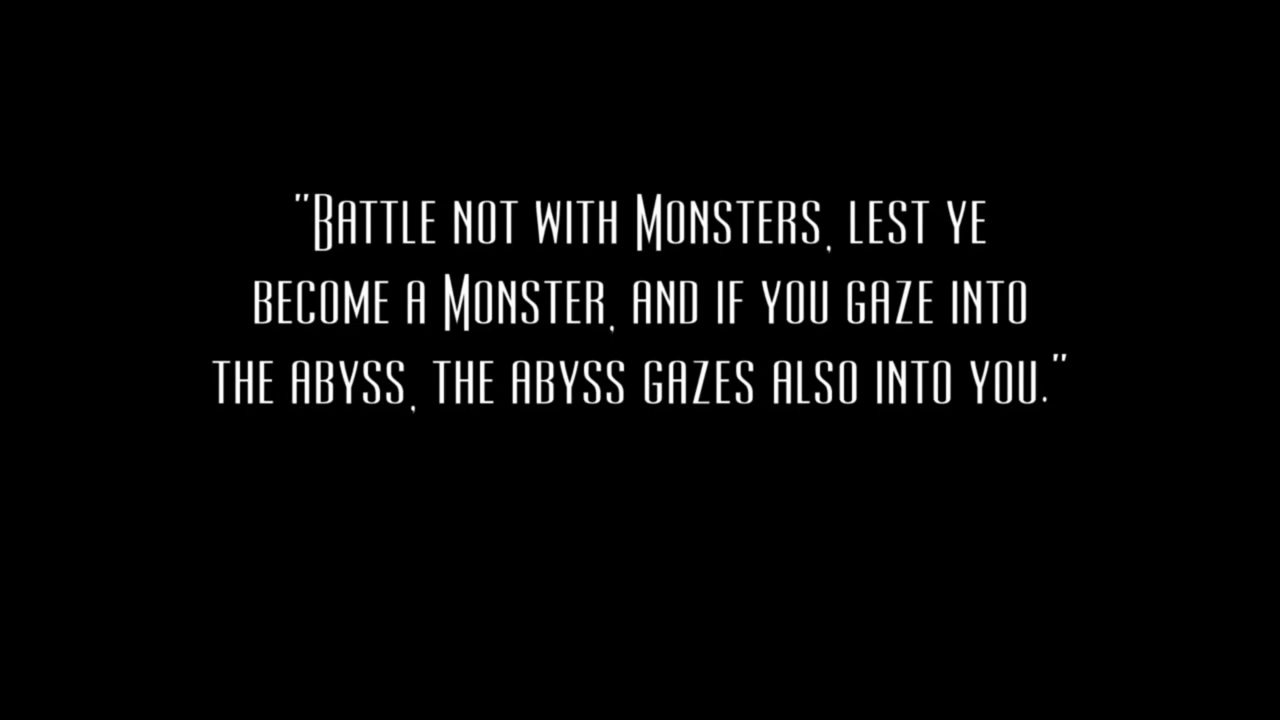 "Battle not with Monsters, lest ye
become a Monster, and if you gaze into
the abyss, the abyss gazes also into you."